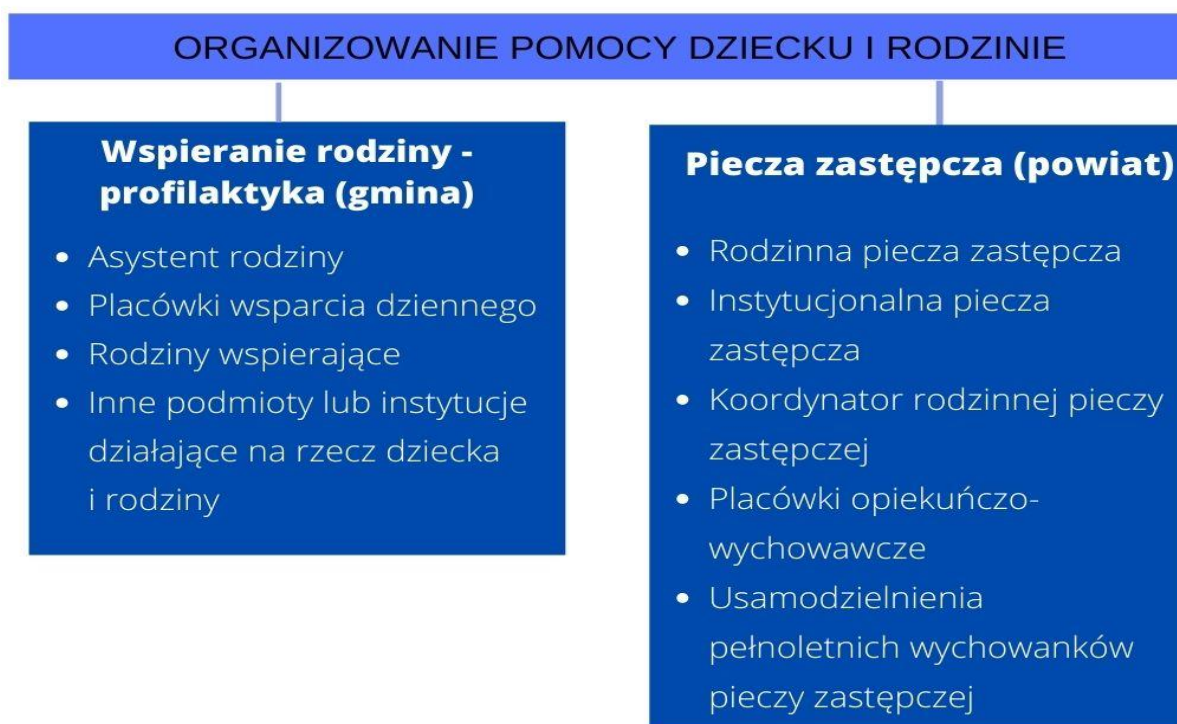 ORGANIZOWANIE POMOCY DZIECKU I RODZINIE
Wspieranie rodziny -
profilaktyka (gmina)
• Asystent rodziny
• Placówki wsparcia dziennego
• Rodziny wspierające
• Inne podmioty lub instytucje
działające na rzecz dziecka
i rodziny
Piecza zastępcza (powiat)
• Rodzinna piecza zastępcza
• Instytucjonalna piecza
zastępcza
• Koordynator rodzinnej pieczy
zastępczej
• Placówki opiekuńczo-
wychowawcze
• Usamodzielnienia
pełnoletnich wychowanków
pieczy zastępczej